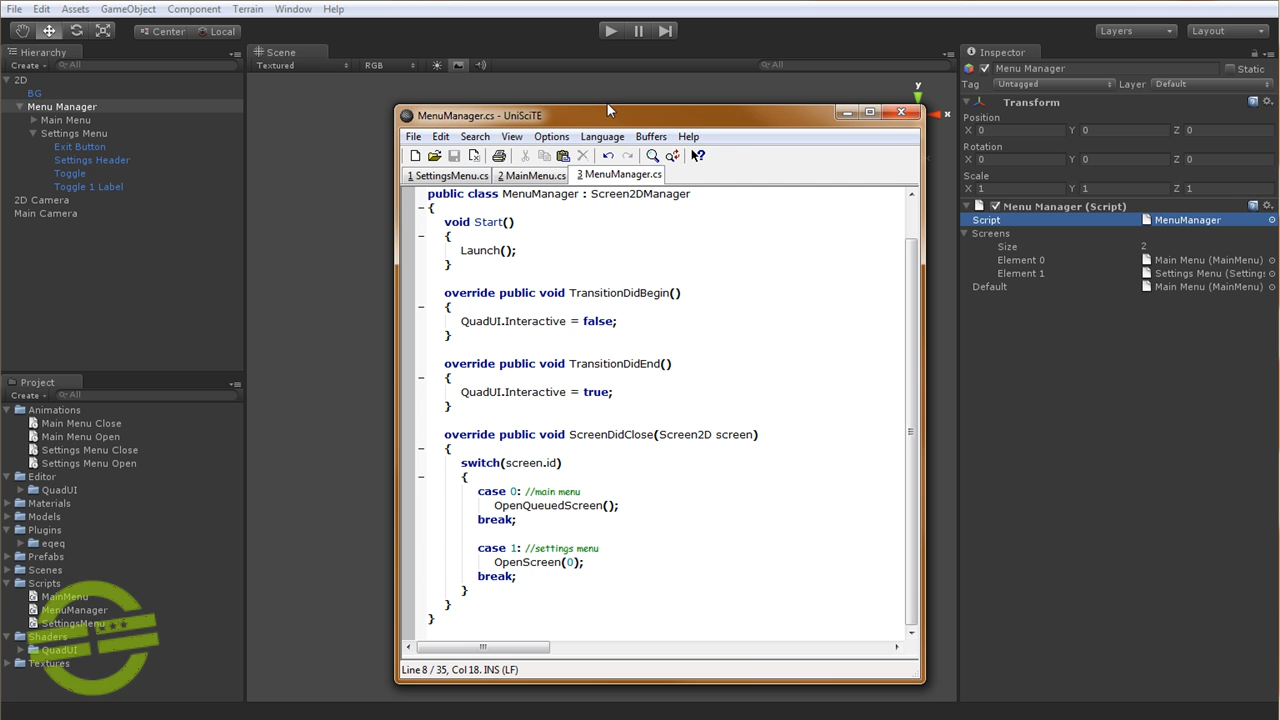 File Edit Assets GameObject Component Terrain Window Help
Center Local Layers Layout
Hierarchy
Create All
2D
BG
Menu Manager
Main Menu
Settings Menu
Exit Button
Settings Header
Toggle
Toggle 1 Label
2D Camera
Main Camera
Project
Create All
Animations
Main Menu Close
Main Menu Open
Settings Menu Close
Settings Menu Open
Editor
QuadUI
Materials
Models
Plugins
eqeq
Prefabs
Scenes
Scripts
MainMenu
MenuManager
SettingsMenu
Shaders
QuadUI
Textures
Scene
Textured RGB All
y
x
MenuManager.cs - UniSciTE
File Edit Search View Options Language Buffers Help
1 SettingsMenu.cs 2 MainMenu.cs 3 MenuManager.cs
public class MenuManager : Screen2DManager
{
void Start()
{
Launch();
}
override public void TransitionDidBegin()
{
QuadUI.Interactive = false;
}
override public void TransitionDidEnd()
{
QuadUI.Interactive = true;
}
override public void ScreenDidClose(Screen2D screen)
{
switch(screen.id)
{
case 0: //main menu
OpenQueuedScreen();
break;
case 1: //settings menu
OpenScreen(0);
break;
}
}
}
Line 8 / 35, Col 18. INS (LF)
Inspector
Menu Manager Static
Tag Untagged Layer Default
Transform
Position
X 0 Y 0 Z 0
Rotation
X 0 Y 0 Z 0
Scale
X 1 Y 1 Z 1
Menu Manager (Script)
Script MenuManager
Screens
Size 2
Element 0 Main Menu (MainMenu)
Element 1 Settings Menu (Settings
Default Main Menu (MainMenu)